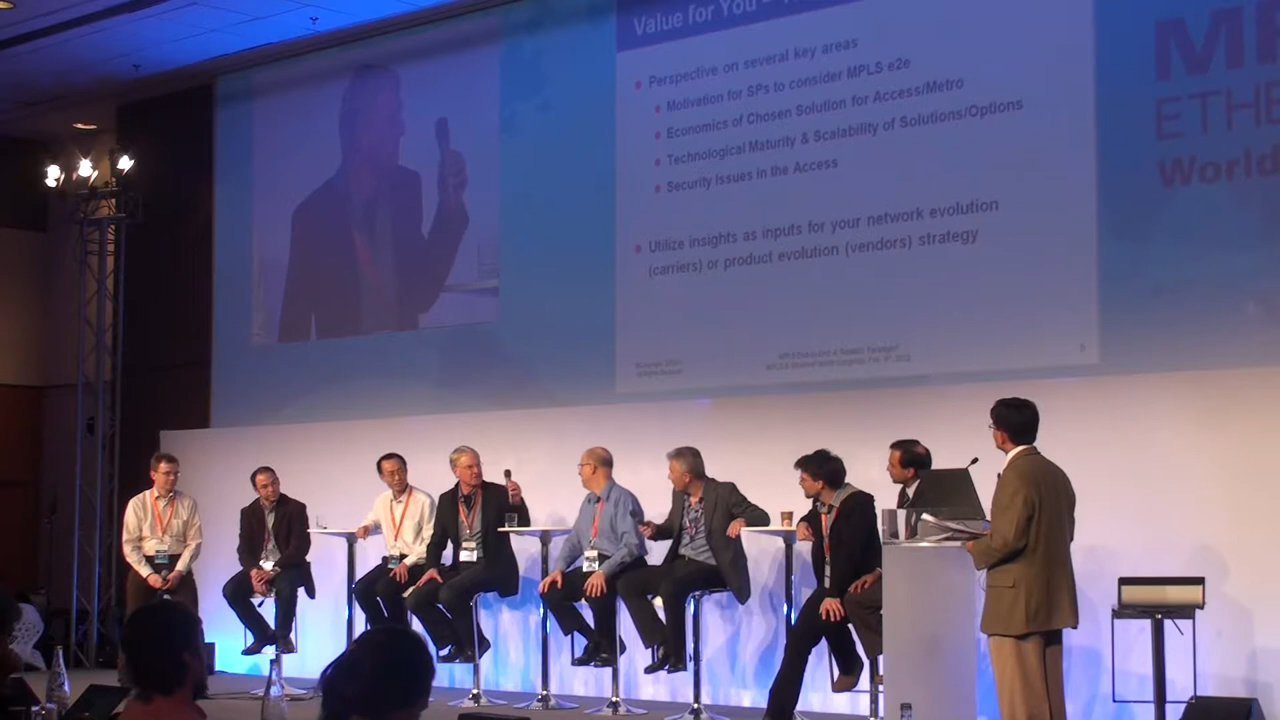 Value for You –
Perspective on several key areas
Motivation for SPs to consider MPLS e2e
Economics of Chosen Solution for Access/Metro
Technological Maturity & Scalability of Solutions/Options
Security Issues in the Access
Utilize insights as inputs for your network evolution
(carriers) or product evolution (vendors) strategy
5
MP
ETHE
World